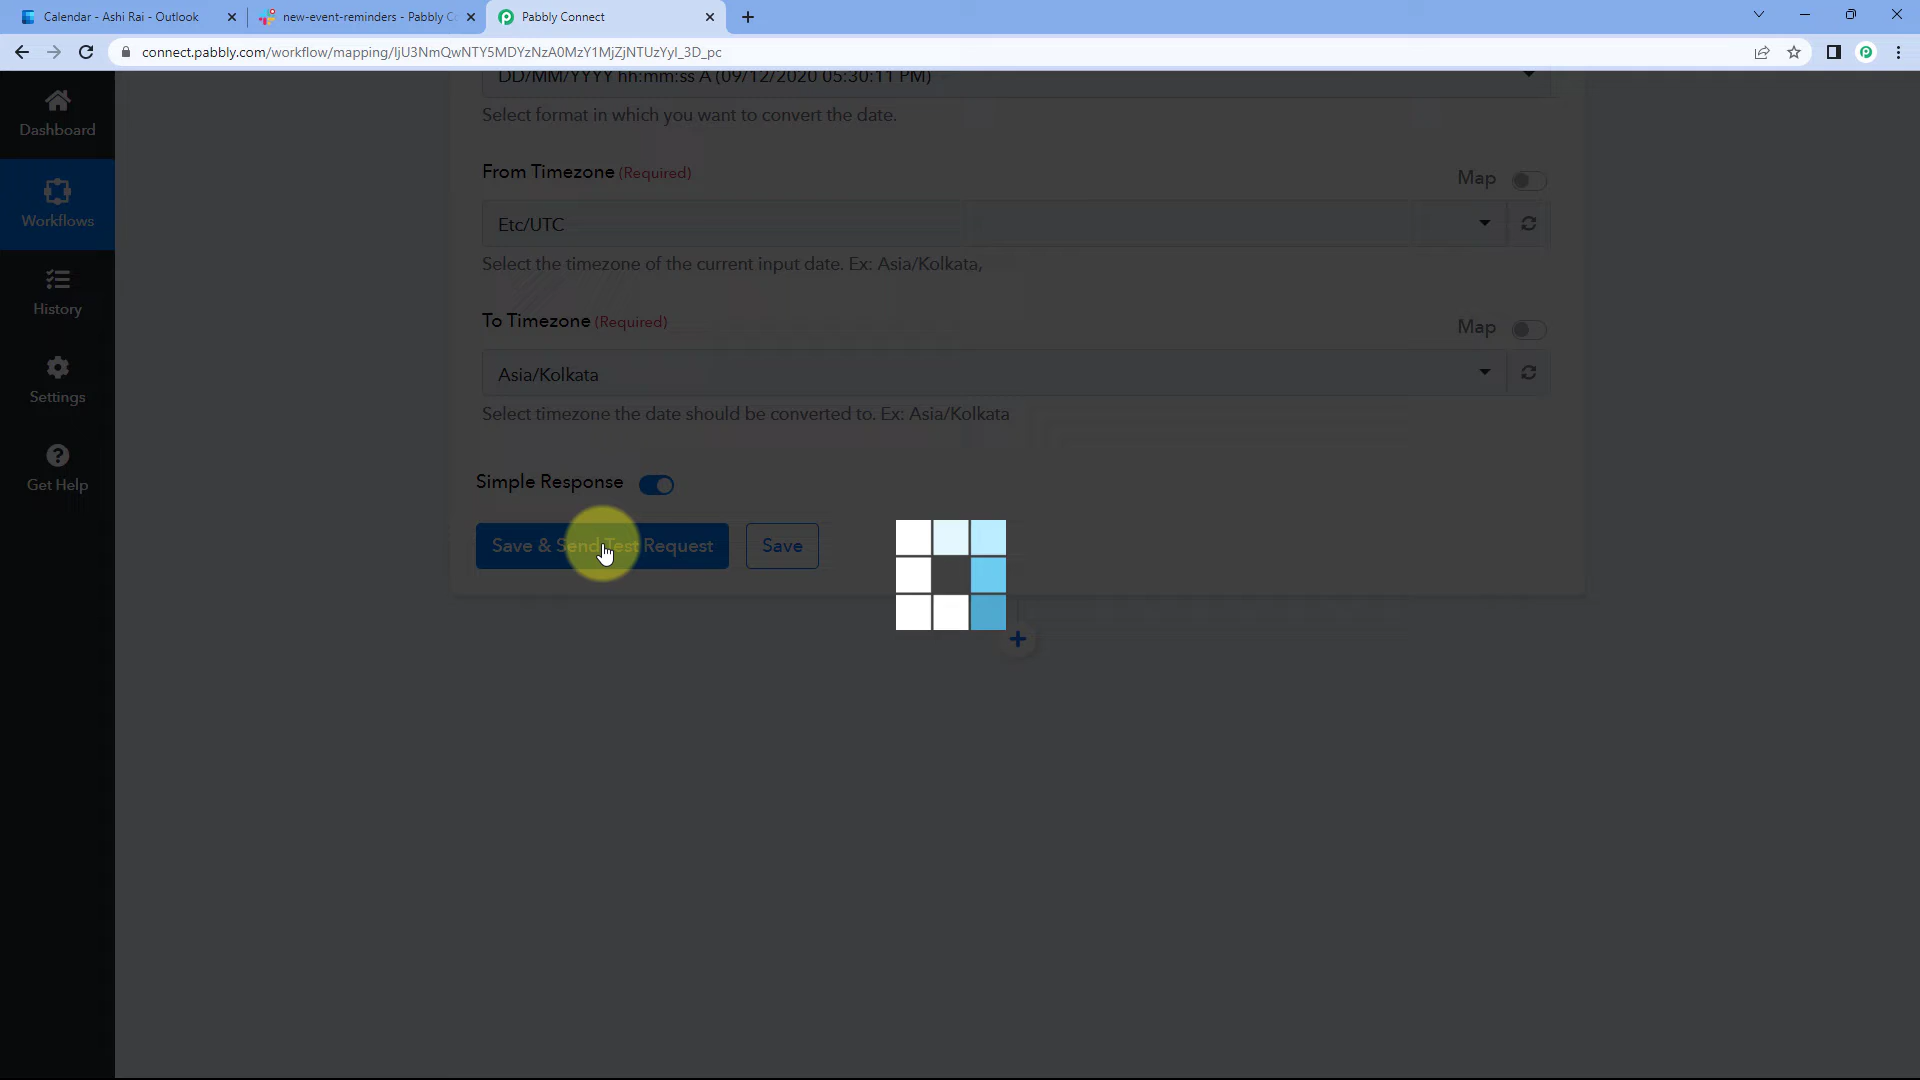 Calendar - Ashi Rai - Outlook
new-event-reminders - Pabbly Co
Pabbly Connect
connect.pabbly.com/workflow/mapping/IjU3NmQwNTY5MDYzNzA0MzY1MjZjNTUzYyI_3D_pc
Dashboard
Workflows
History
Settings
Get Help
DD/MM/YYYY hh:mm:ss A (09/12/2020 05:30:11 PM)
Select format in which you want to convert the date.
From Timezone (Required)
Map
Etc/UTC
Select the timezone of the current input date. Ex: Asia/Kolkata,
To Timezone (Required)
Map
Asia/Kolkata
Select timezone the date should be converted to. Ex: Asia/Kolkata
Simple Response
Save & Send Test Request
Save